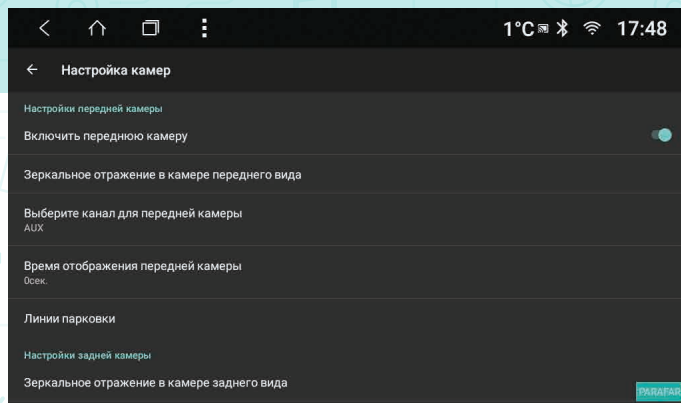 1°C 17:48
Настройка камер
Настройки передней камеры
Включить переднюю камеру
Зеркальное отражение в камере переднего вида
Выберите канал для передней камеры
AUX
Время отображения передней камеры
0сек.
Линии парковки
Настройки задней камеры
Зеркальное отражение в камере заднего вида
PARAFAR